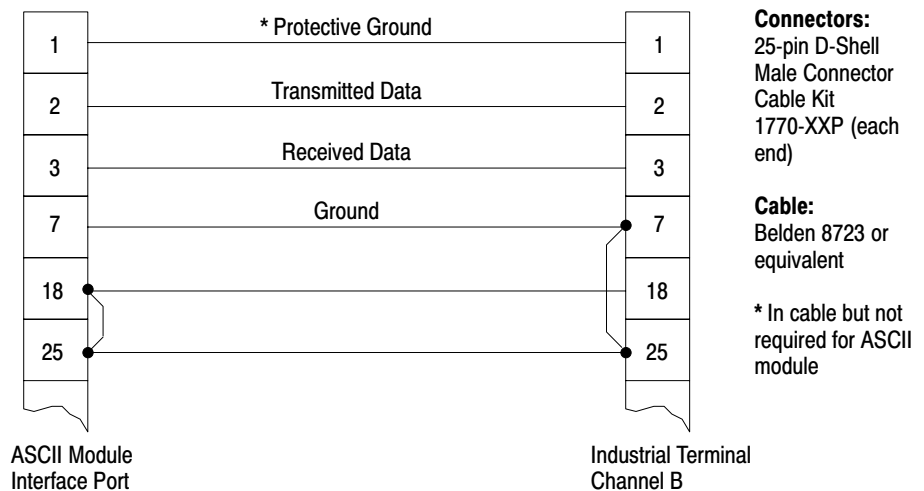 * Protective Ground
1
1
Transmitted Data
2
2
Received Data
3
3
Ground
7
7
18
18
25
25
ASCII Module
Interface Port
Industrial Terminal
Channel B
Connectors:
25-pin D-Shell
Male Connector
Cable Kit
1770-XXP (each
end)
Cable:
Belden 8723 or
equivalent
* In cable but not
required for ASCII
module